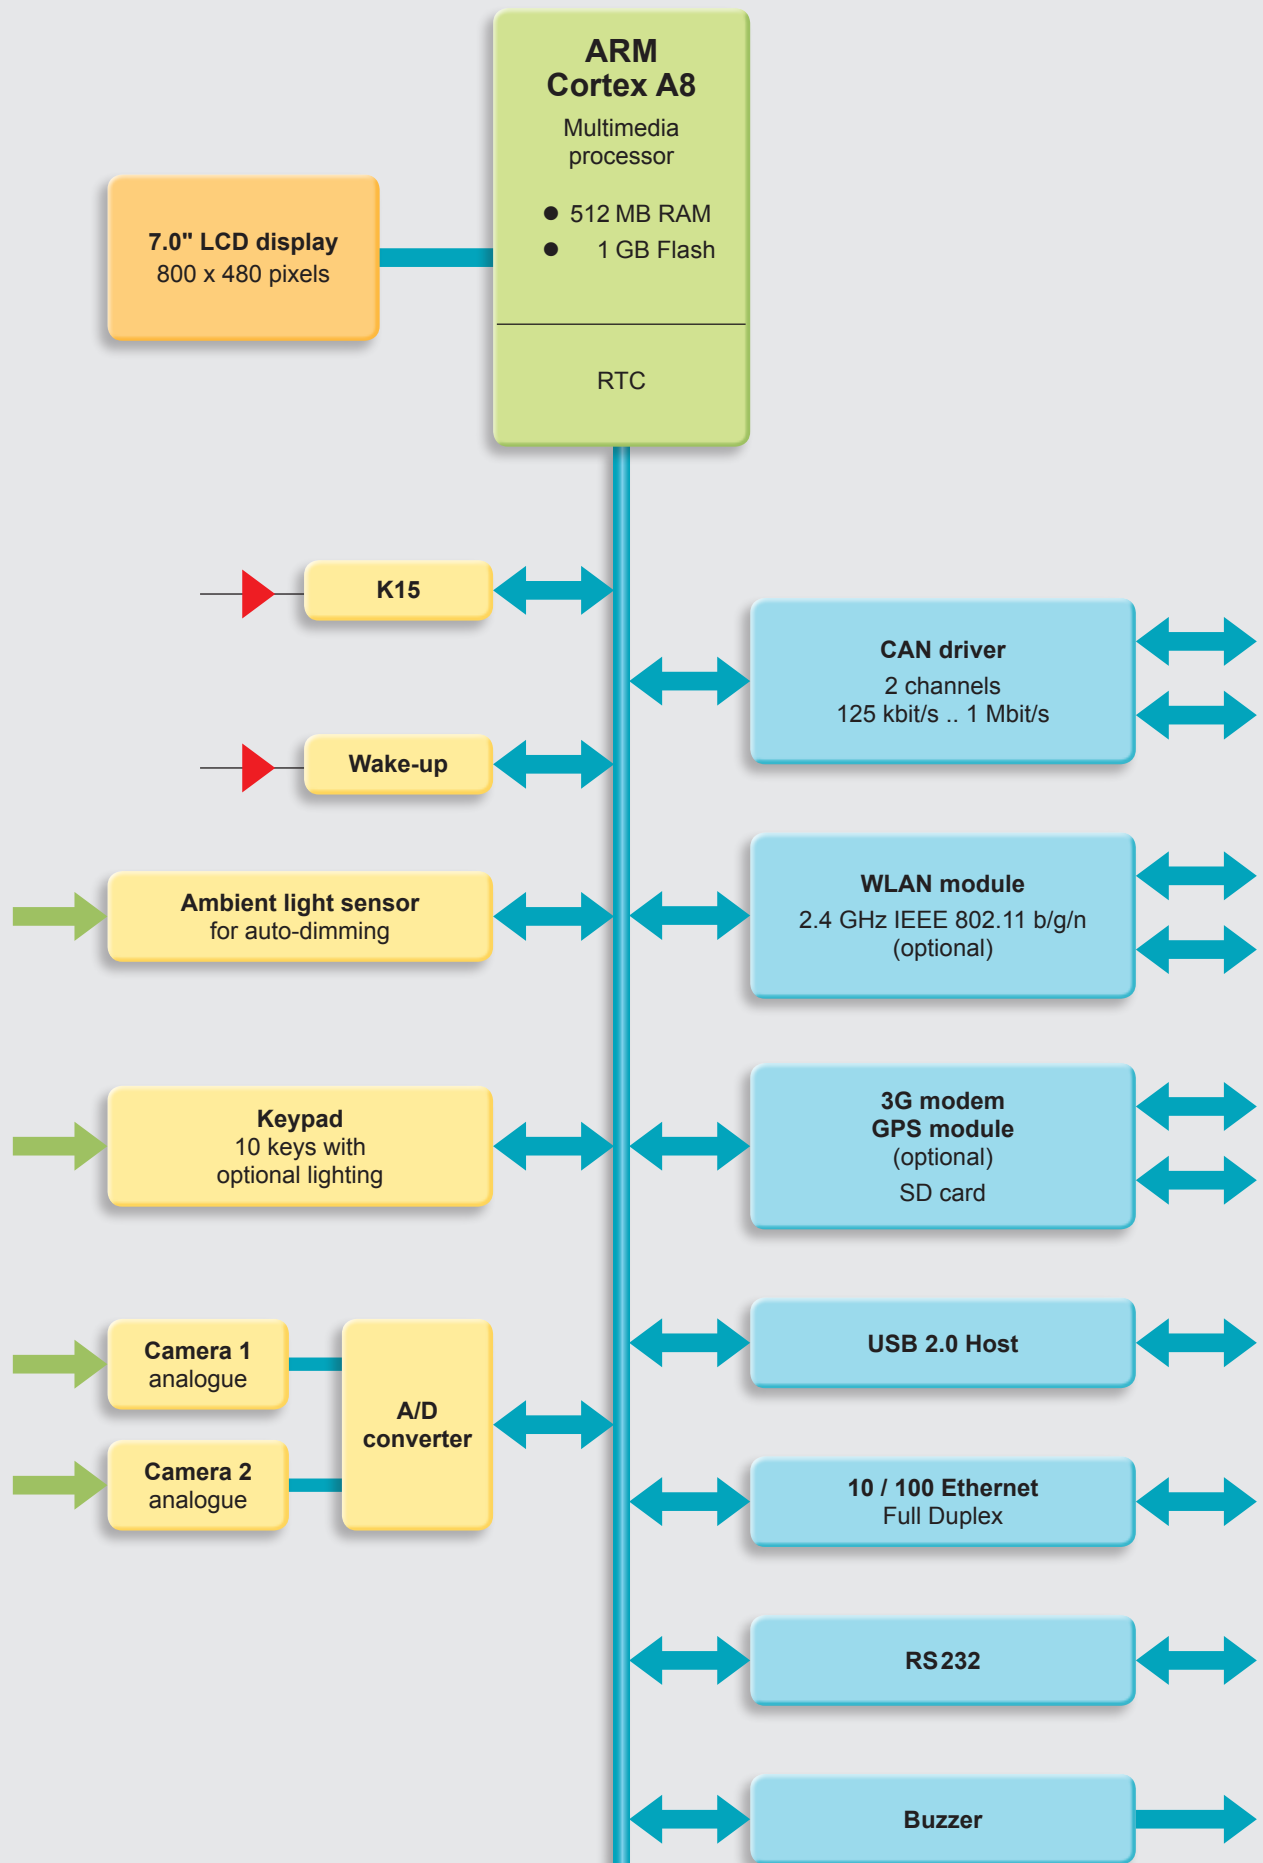 ARM
Cortex A8
Multimedia
processor
● 512 MB RAM
● 1 GB Flash
RTC
7.0" LCD display
800 x 480 pixels
K15
Wake-up
Ambient light sensor
for auto-dimming
Keypad
10 keys with
optional lighting
Camera 1
analogue
Camera 2
analogue
A/D
converter
CAN driver
2 channels
125 kbit/s .. 1 Mbit/s
WLAN module
2.4 GHz IEEE 802.11 b/g/n
(optional)
3G modem
GPS module
(optional)
SD card
USB 2.0 Host
10 / 100 Ethernet
Full Duplex
RS232
Buzzer